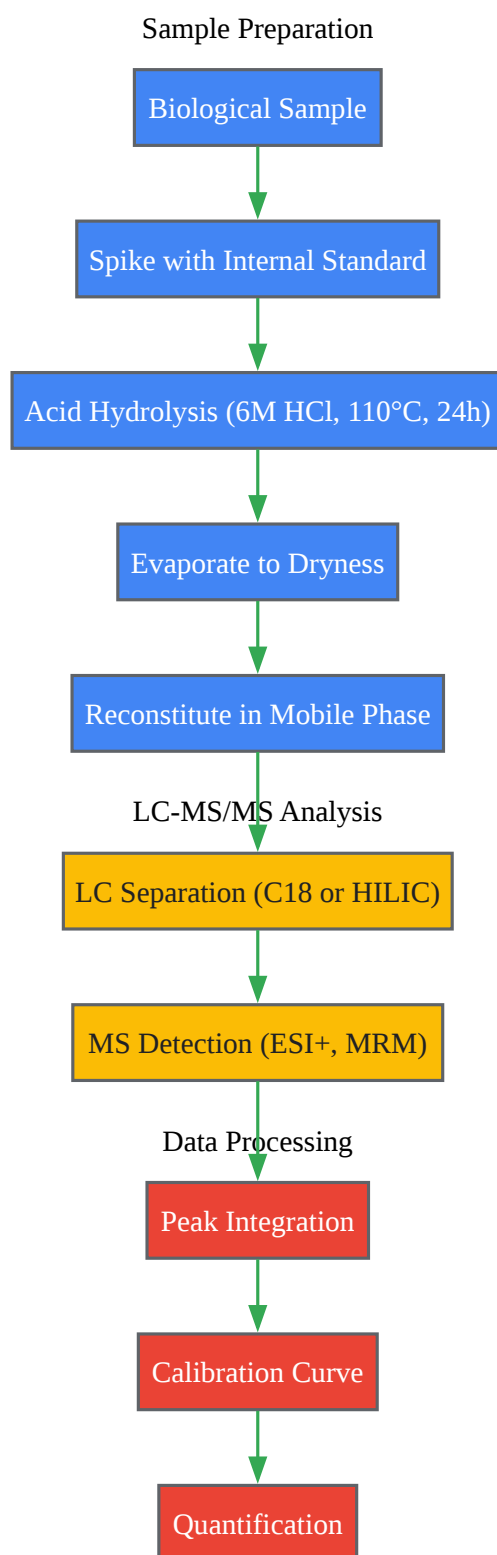 Sample Preparation
Biological Sample
Spike with Internal Standard
Acid Hydrolysis (6M HCl, 110°C, 24h)
Evaporate to Dryness
Reconstitute in Mobile Phase
LC-MS/MS Analysis
LC Separation (C18 or HILIC)
MS Detection (ESI+, MRM)
Data Processing
Peak Integration
Calibration Curve
Quantification